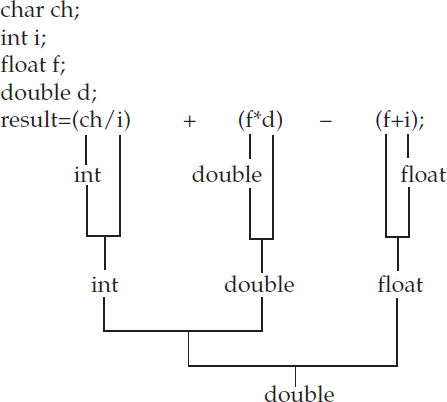 char ch;
int i;
float f;
double d;
result=(ch/i) + (f*d) – (f+i);
int double float
int double float
double